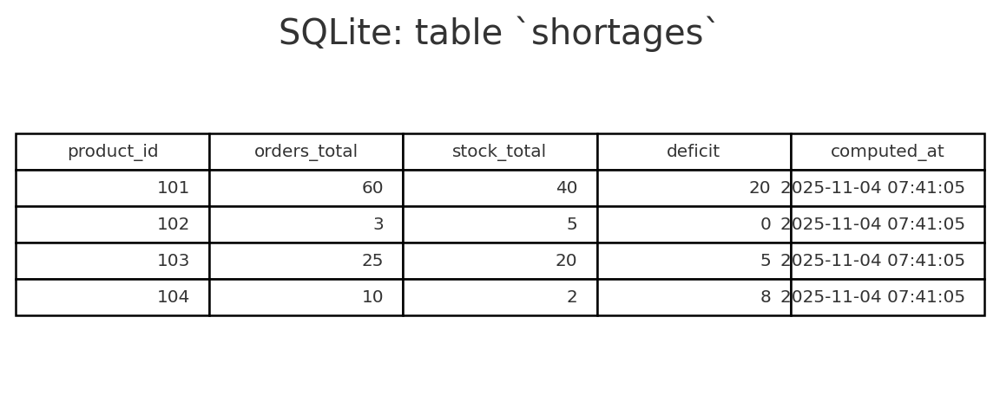 SQLite: table `shortages`
product_id orders_total stock_total deficit computed_at
101 60 40 20 2025-11-04 07:41:05
102 3 5 0 2025-11-04 07:41:05
103 25 20 5 2025-11-04 07:41:05
104 10 2 8 2025-11-04 07:41:05